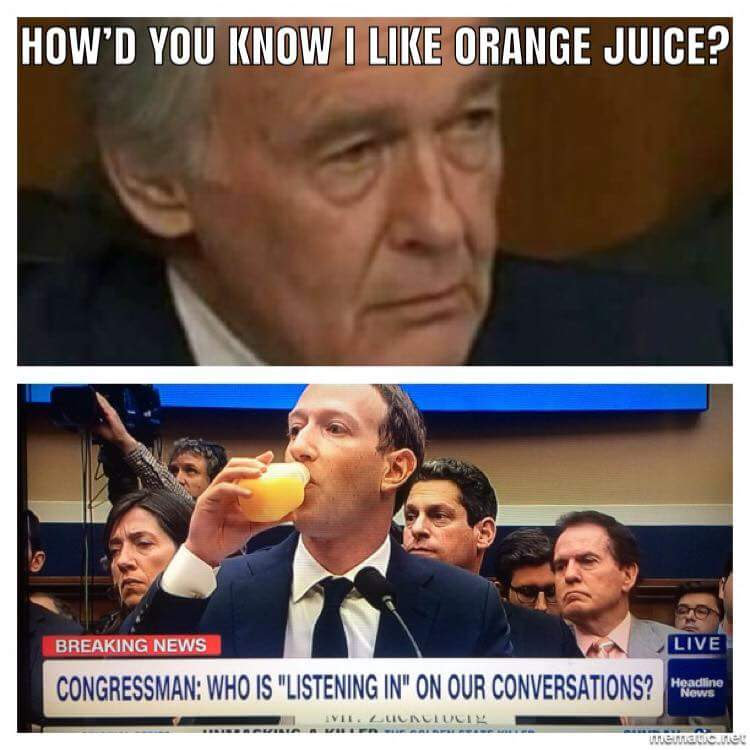 HOW'D YOU KNOW I LIKE ORANGE JUICE?
BREAKING NEWS
LIVE
CONGRESSMAN: WHO IS "LISTENING IN" ON OUR CONVERSATIONS?
Headline
News
mematic.net